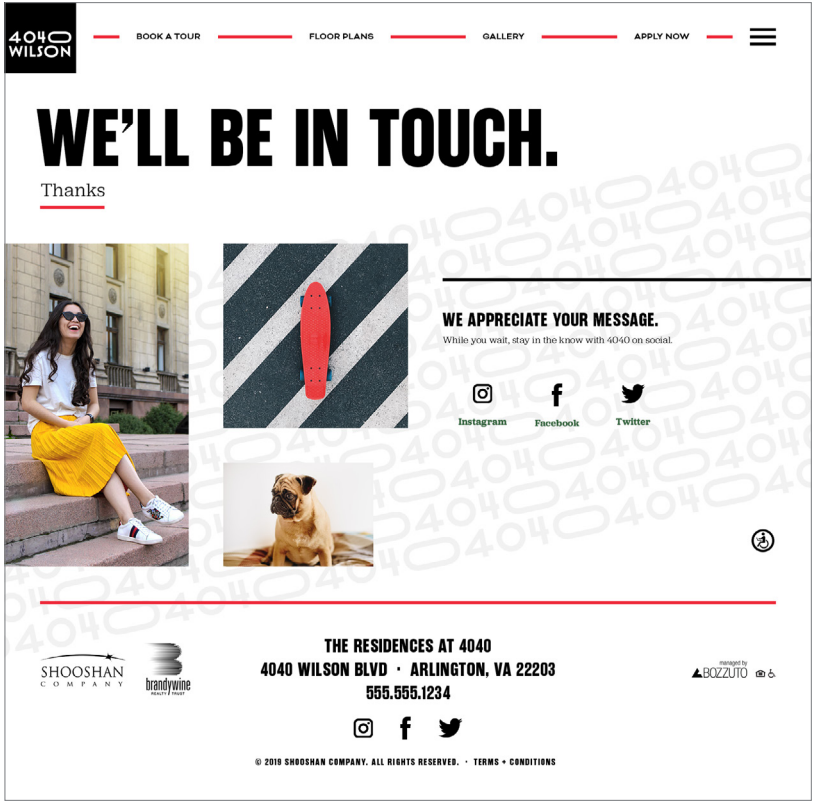 4040
WILSON
BOOK A TOUR
FLOOR PLANS
GALLERY
APPLY NOW
WE'LL BE IN TOUCH.
Thanks
WE APPRECIATE YOUR MESSAGE.
While you wait, stay in the know with 4040 on social.
Instagram
Facebook
Twitter
THE RESIDENCES AT 4040
4040 WILSON BLVD · ARLINGTON, VA 22203
555.555.1234
SHOOSHAN
COMPANY
brandywine
REALTY TRUST
managed by
BOZZUTO
© 2019 SHOOSHAN COMPANY. ALL RIGHTS RESERVED. · TERMS + CONDITIONS